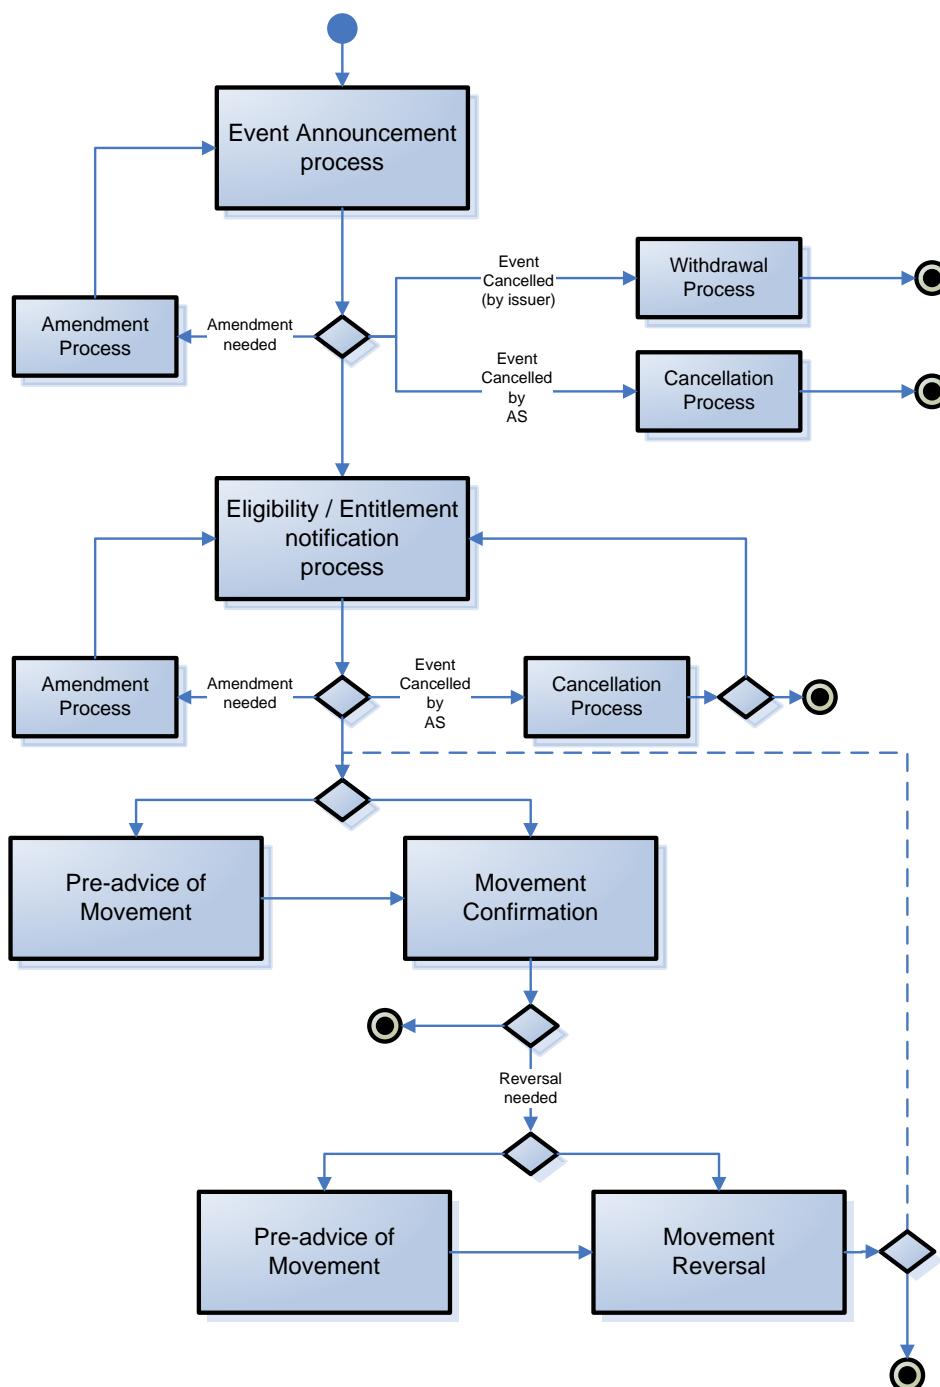 Event Announcement
process
Event
Cancelled
(by issuer)
Withdrawal
Process
Amendment
Process
Amendment
needed
Event
Cancelled
by
AS
Cancellation
Process
Eligibility / Entitlement
notification
process
Amendment
Process
Amendment
needed
Event
Cancelled
by
AS
Cancellation
Process
Pre-advice of
Movement
Movement
Confirmation
Reversal
needed
Pre-advice of
Movement
Movement
Reversal